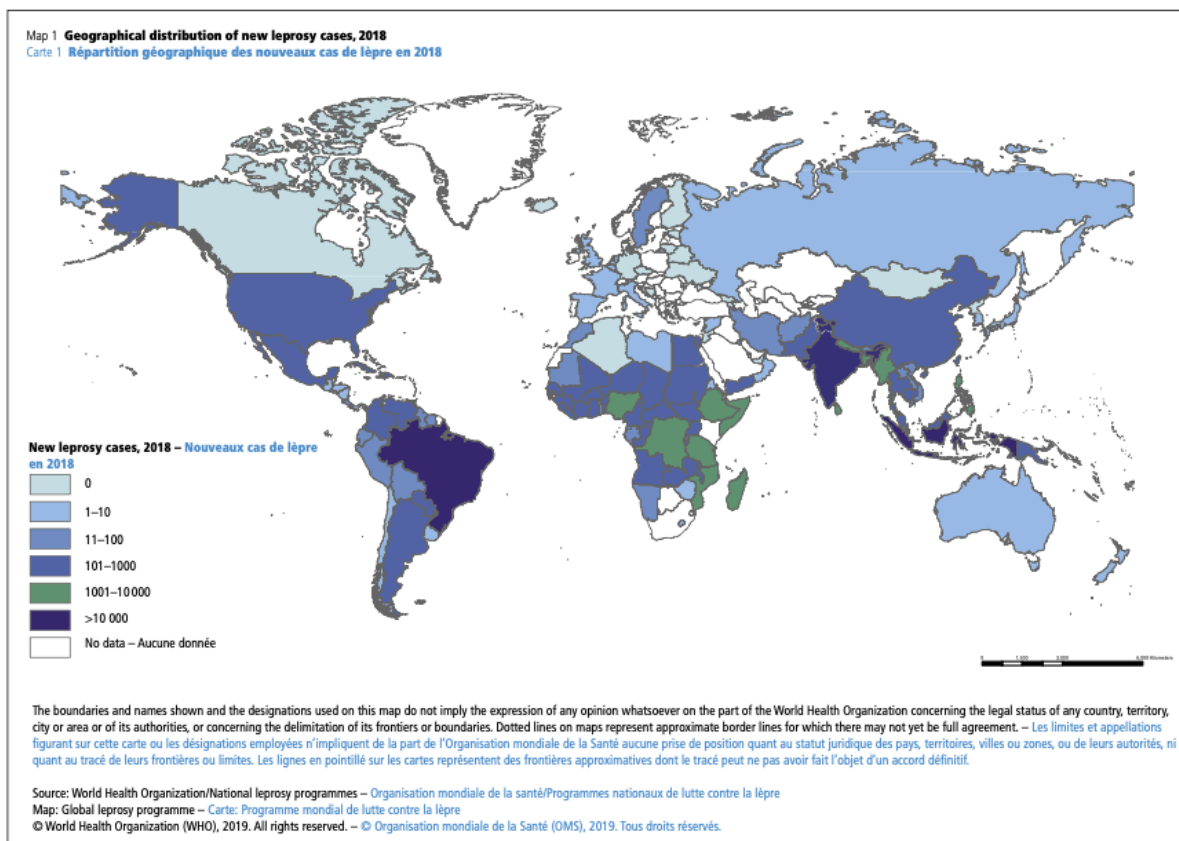 Map 1 Geographical distribution of new leprosy cases, 2018
Carte 1 Répartition géographique des nouveaux cas de lèpre en 2018
New leprosy cases, 2018 – Nouveaux cas de lèpre
en 2018
0
1–10
11–100
101–1000
1001–10 000
>10 000
No data – Aucune donnée
The boundaries and names shown and the designations used on this map do not imply the expression of any opinion whatsoever on the part of the World Health Organization concerning the legal status of any country, territory,
city or area or of its authorities, or concerning the delimitation of its frontiers or boundaries. Dotted lines on maps represent approximate border lines for which there may not yet be full agreement. – Les limites et appellations
figurant sur cette carte ou les désignations employées n'impliquent de la part de l'Organisation mondiale de la Santé aucune prise de position quant au statut juridique des pays, territoires, villes ou zones, ou de leurs autorités, ni
quant au tracé de leurs frontières ou limites. Les lignes en pointillé sur les cartes représentent des frontières approximatives dont le tracé peut ne pas avoir fait l'objet d'un accord définitif.
Source: World Health Organization/National leprosy programmes – Organisation mondiale de la santé/Programmes nationaux de lutte contre la lèpre
Map: Global leprosy programme – Carte: Programme mondial de lutte contre la lèpre
© World Health Organization (WHO), 2019. All rights reserved. – © Organisation mondiale de la Santé (OMS), 2019. Tous droits réservés.